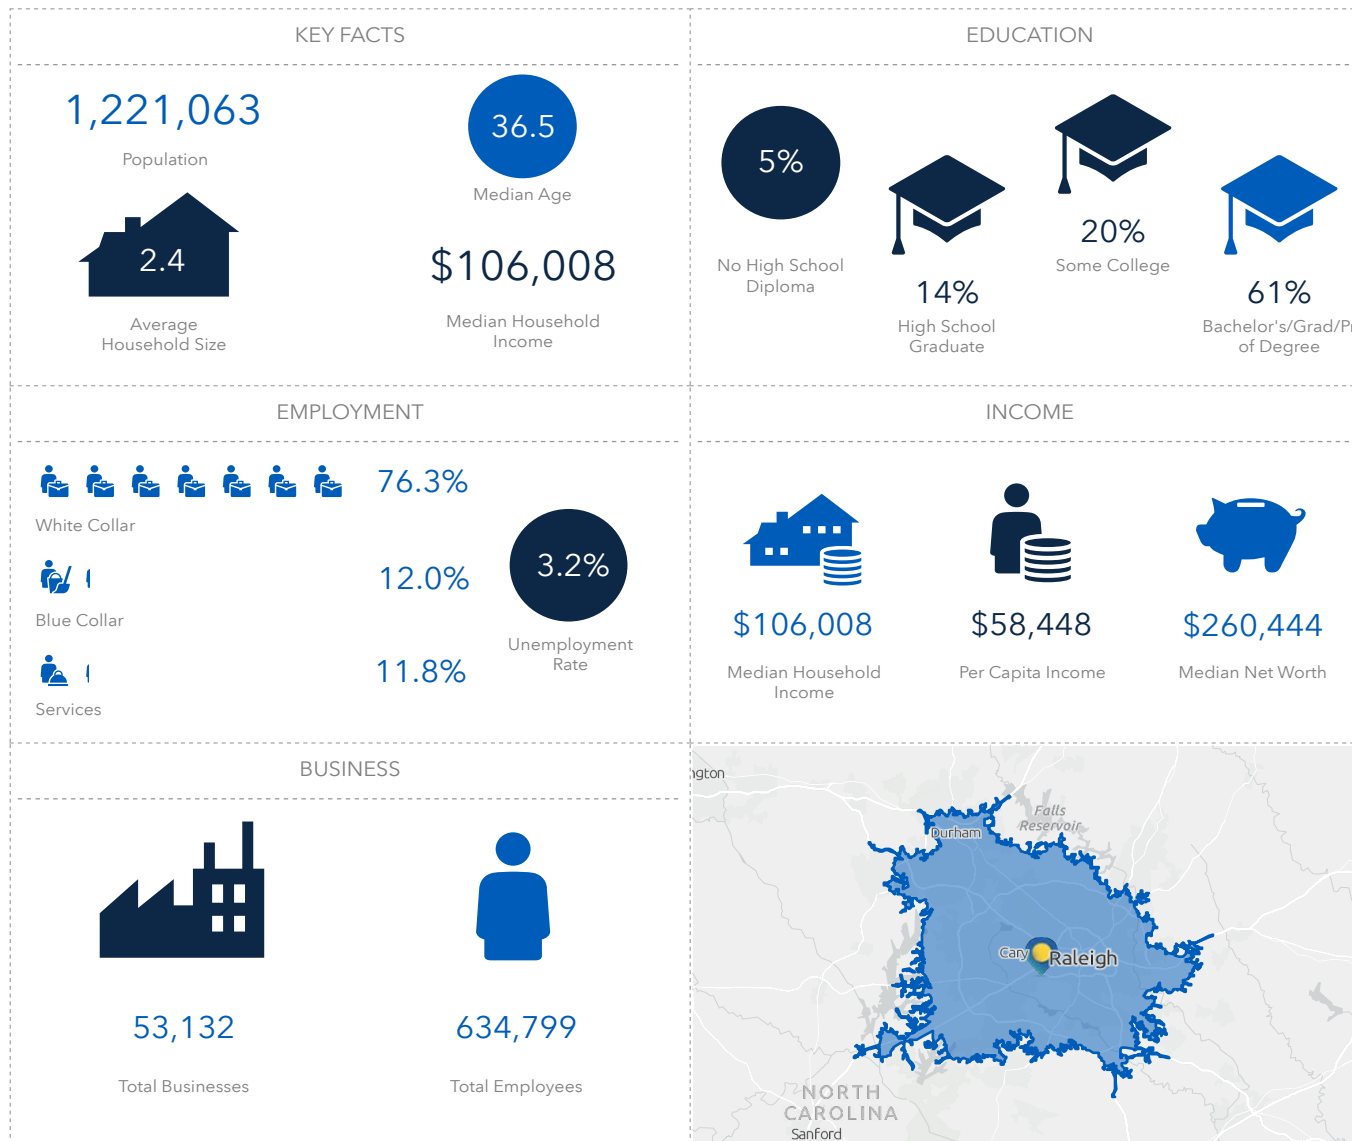 KEY FACTS
1,221,063
Population
36.5
Median Age
2.4
Average
Household Size
$106,008
Median Household
Income
EDUCATION
5%
No High School
Diploma
14%
High School
Graduate
20%
Some College
61%
Bachelor's/Grad/Pr
of Degree
EMPLOYMENT
76.3%
White Collar
12.0%
Blue Collar
11.8%
Services
3.2%
Unemployment
Rate
INCOME
$106,008
Median Household
Income
$58,448
Per Capita Income
$260,444
Median Net Worth
BUSINESS
53,132
Total Businesses
634,799
Total Employees
ngton
Falls
Reservoir
Durham
Cary
Raleigh
NORTH
CAROLINA
Sanford